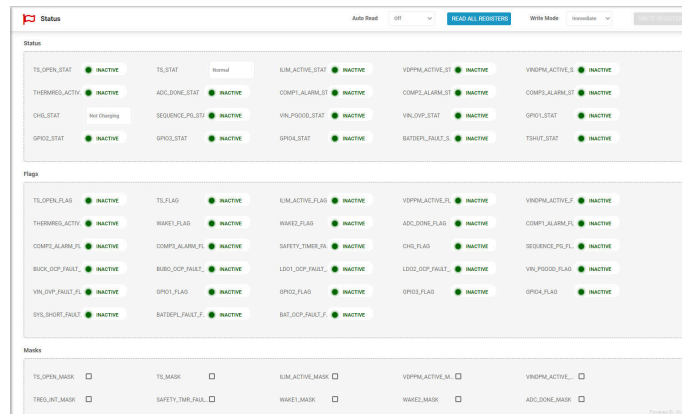 Status Auto Read Off READ ALL REGISTERS Write Mode Immediate
Status
TS_OPEN_STAT INACTIVE TS_STAT Normal ILIM_ACTIVE_STAT INACTIVE VDPPM_ACTIVE_ST INACTIVE VINDPM_ACTIVE_S INACTIVE
THERMREG_ACTIV INACTIVE ADC_DONE_STAT INACTIVE COMP1_ALARM_ST INACTIVE COMP2_ALARM_ST INACTIVE COMP3_ALARM_ST INACTIVE
CHG_STAT Not Charging SEQUENCE_PG_STA INACTIVE VIN_PGOOD_STAT INACTIVE VIN_OVP_STAT INACTIVE GPIO1_STAT INACTIVE
GPIO2_STAT INACTIVE GPIO3_STAT INACTIVE GPIO4_STAT INACTIVE BATDEPL_FAULT_S INACTIVE TSHUT_STAT INACTIVE
Flags
TS_OPEN_FLAG INACTIVE TS_FLAG INACTIVE ILIM_ACTIVE_FLAG INACTIVE VDPPM_ACTIVE_FL INACTIVE VINDPM_ACTIVE_F INACTIVE
THERMREG_ACTIV INACTIVE WAKE1_FLAG INACTIVE WAKE2_FLAG INACTIVE ADC_DONE_FLAG INACTIVE COMP1_ALARM_FL INACTIVE
COMP2_ALARM_FL INACTIVE COMP3_ALARM_FL INACTIVE SAFETY_TIMER_FA INACTIVE CHG_FLAG INACTIVE SEQUENCE_PG_FL INACTIVE
BUCK_OCP_FAULT_ INACTIVE BUBO_OCP_FAULT_ INACTIVE LDO1_OCP_FAULT_ INACTIVE LDO2_OCP_FAULT_ INACTIVE VIN_PGOOD_FLAG INACTIVE
VIN_OVP_FAULT_FL INACTIVE GPIO1_FLAG INACTIVE GPIO2_FLAG INACTIVE GPIO3_FLAG INACTIVE GPIO4_FLAG INACTIVE
SYS_SHORT_FAULT INACTIVE BATDEPL_FAULT_F INACTIVE BAT_OCP_FAULT_F INACTIVE
Masks
TS_OPEN_MASK TS_MASK ILIM_ACTIVE_MASK VDPPM_ACTIVE_M... VINDPM_ACTIVE_...
TREG_INT_MASK SAFETY_TMR_FAUL... WAKE1_MASK WAKE2_MASK ADC_DONE_MASK